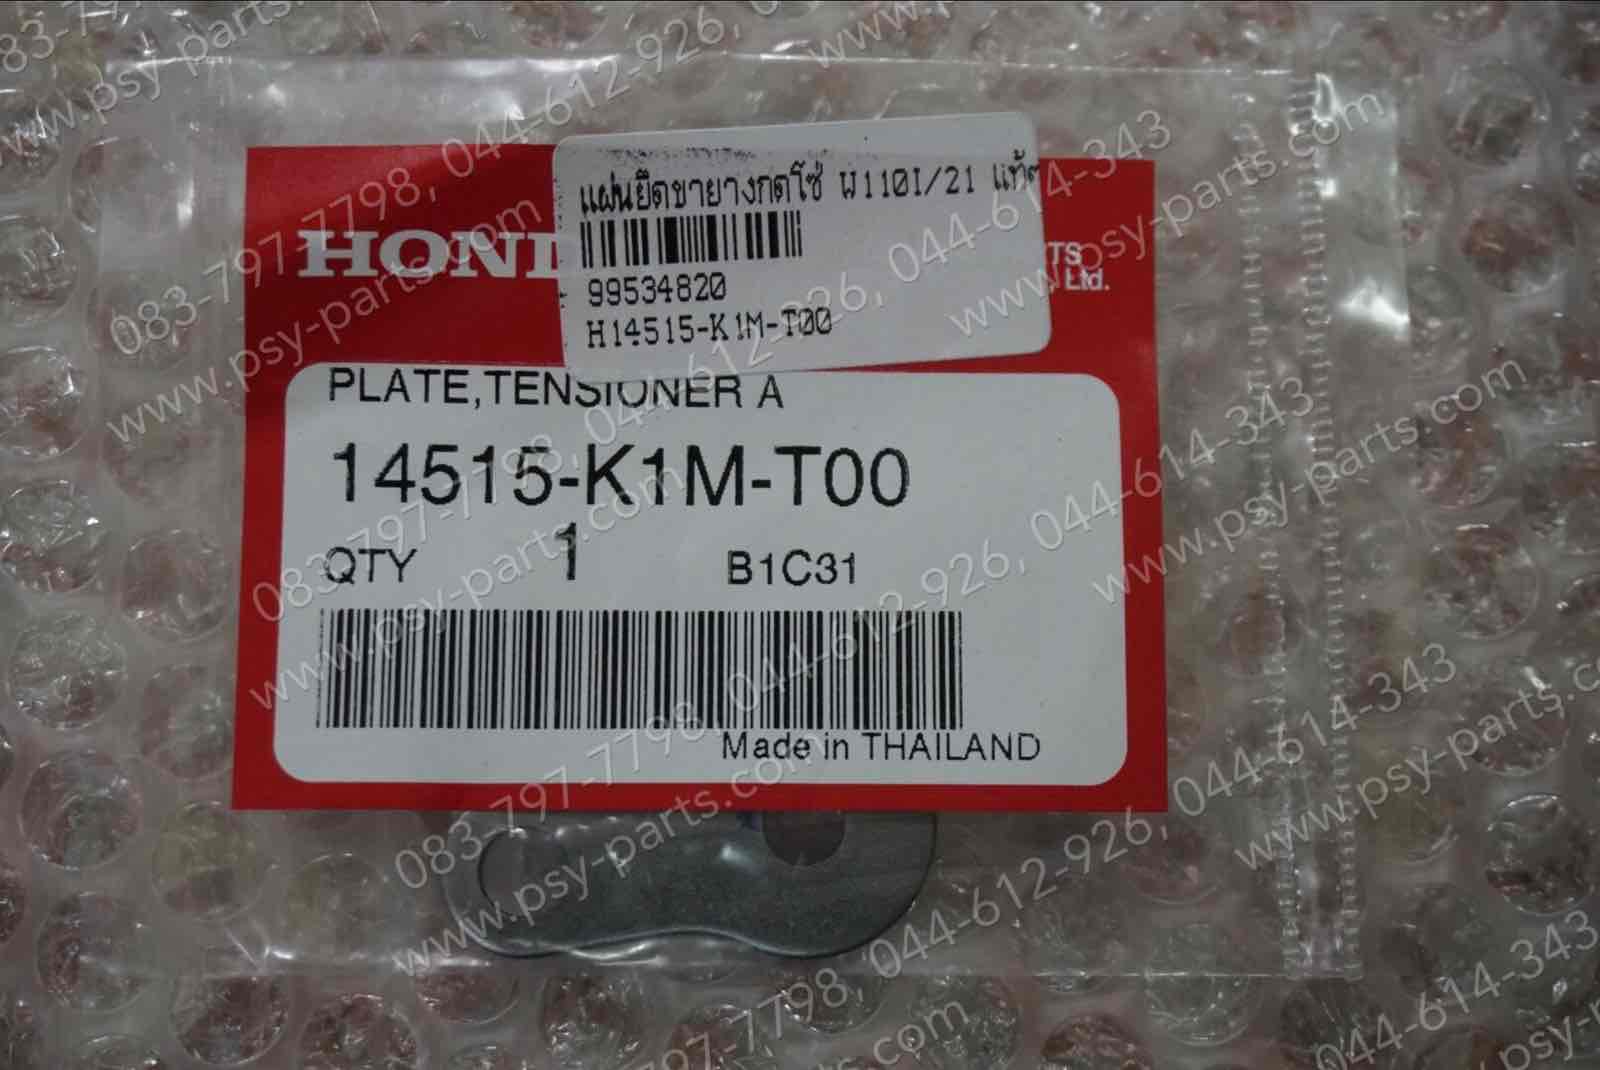 แผ่นยึดขายางกดโซ่ W110I/21 แท้
99534820
H14515-K1M-T00
HOND
TS
Ltd.
PLATE,TENSIONER A
14515-K1M-T00
QTY 1 B1C31
Made in THAILAND
083-797-7798, 044-612-926, 044-614-343
www.psy-parts.com